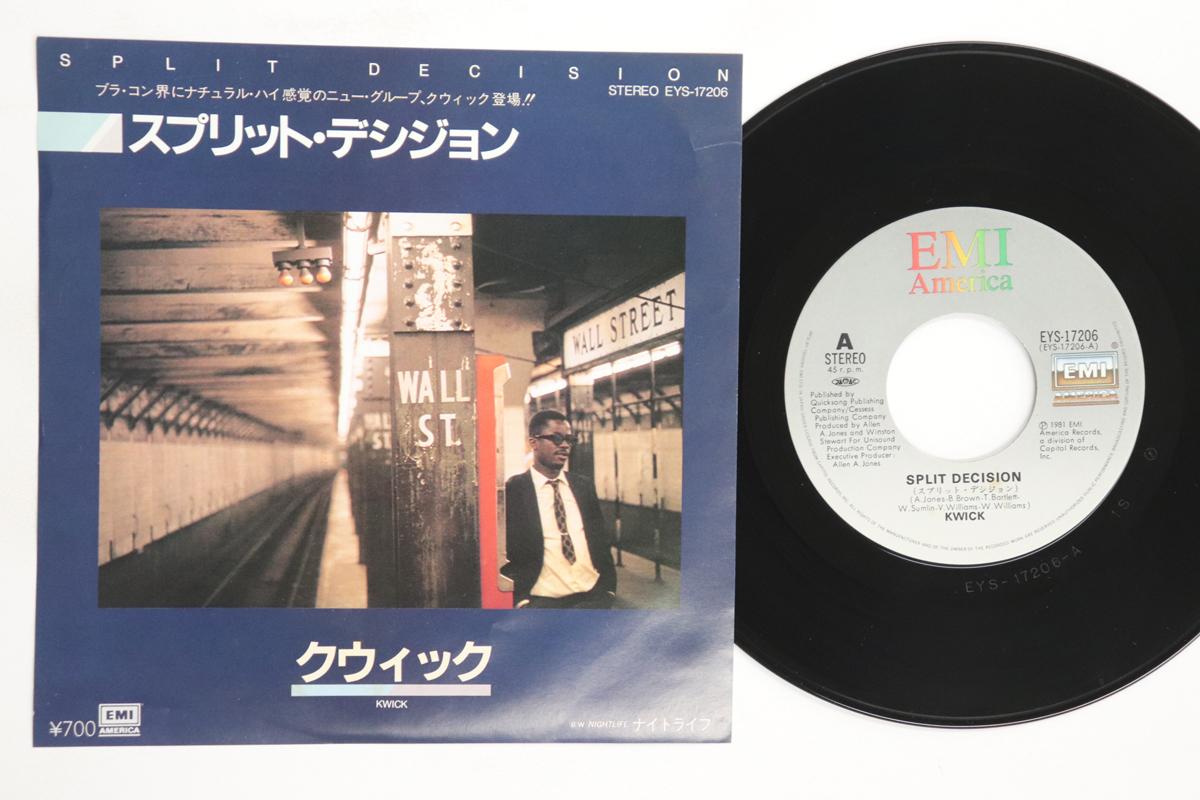 SPLIT DECISION
ブラ・コン界にナチュラル・ハイ感覚のニュー・グループ、クウィック登場!!
STEREO EYS-17206
スプリット・デシジョン
WALL STREET
WALL
ST.
クウィック
KWICK
¥700
EMI
AMERICA
B/W NIGHTLIFE ナイトライフ
EMI
America
A
STEREO
45 r.p.m.
EYS-17206
(EYS-17206-A)
EMI
Published by
Quicksong Publishing
Company/Cessess
Publishing Company
Produced by Allen
A.Jones and Winston
Stewart For Unisound
Production Company
Executive Producer:
Allen A.Jones
Ⓟ 1981 EMI
America Records,
a division of
Capitol Records,
Inc.
SPLIT DECISION
(スプリット・デシジョン)
(A.Jones-B.Brown-T.Bartlett-
W.Sumlin-V.Williams-W.Williams)
KWICK
EYS-17206-A
1S